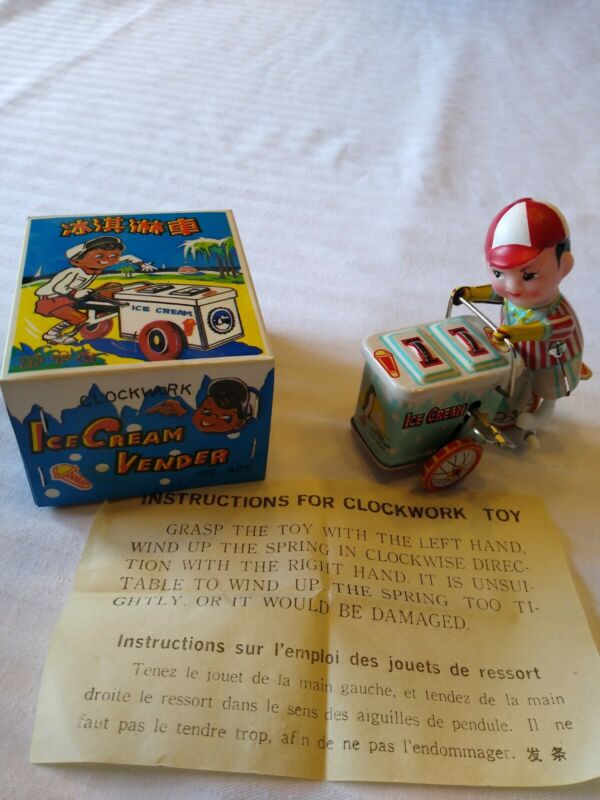 冰淇淋車
ICE CREAM
CLOCKWORK
ICE CREAM
VENDER
ICE CREAM
INSTRUCTIONS FOR CLOCKWORK TOY
GRASP THE TOY WITH THE LEFT HAND,
WIND UP THE SPRING IN CLOCKWISE DIREC-
TION WITH THE RIGHT HAND. IT IS UNSUI-
TABLE TO WIND UP THE SPRING TOO TI-
GHTLY, OR IT WOULD BE DAMAGED.
Instructions sur l'emploi des jouets de ressort
Tenez le jouet de la main gauche, et tendez de la main
droite le ressort dans le sens des aiguilles de pendule. Il ne
faut pas le tendre trop, afin de ne pas l'endommager. 发条